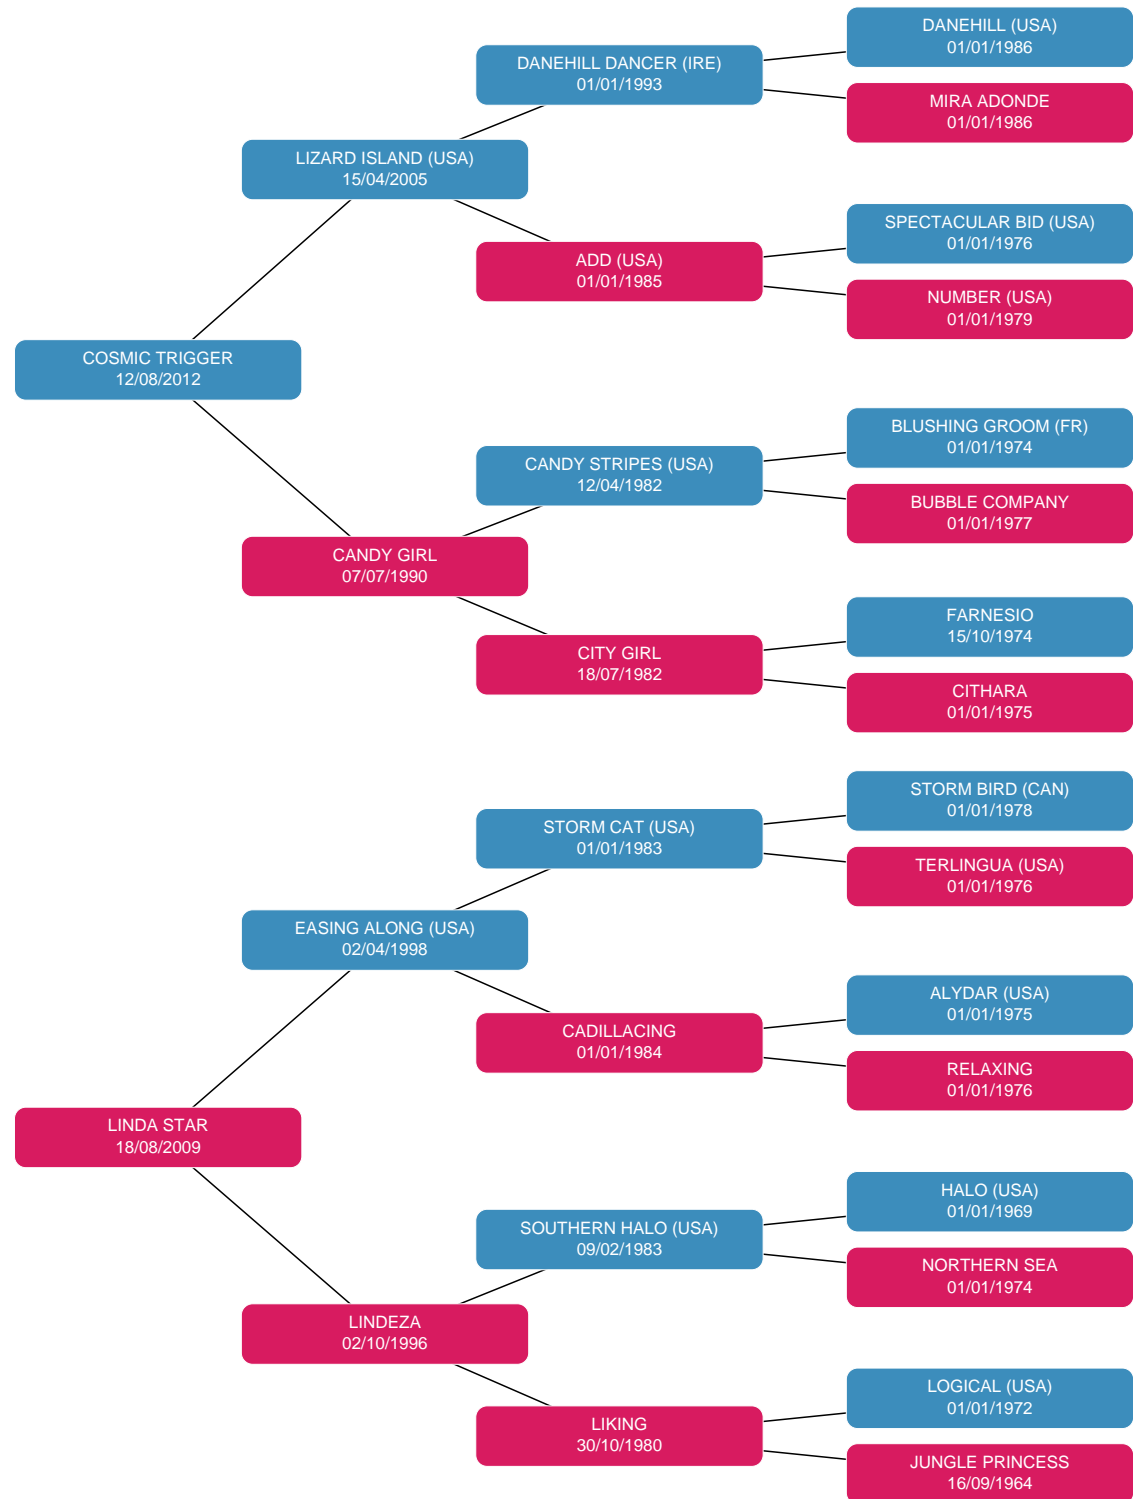 DANEHILL (USA)
01/01/1986
DANEHILL DANCER (IRE)
01/01/1993
MIRA ADONDE
01/01/1986
LIZARD ISLAND (USA)
15/04/2005
SPECTACULAR BID (USA)
01/01/1976
ADD (USA)
01/01/1985
NUMBER (USA)
01/01/1979
COSMIC TRIGGER
12/08/2012
BLUSHING GROOM (FR)
01/01/1974
CANDY STRIPES (USA)
12/04/1982
BUBBLE COMPANY
01/01/1977
CANDY GIRL
07/07/1990
FARNESIO
15/10/1974
CITY GIRL
18/07/1982
CITHARA
01/01/1975
STORM BIRD (CAN)
01/01/1978
STORM CAT (USA)
01/01/1983
TERLINGUA (USA)
01/01/1976
EASING ALONG (USA)
02/04/1998
ALYDAR (USA)
01/01/1975
CADILLACING
01/01/1984
RELAXING
01/01/1976
LINDA STAR
18/08/2009
HALO (USA)
01/01/1969
SOUTHERN HALO (USA)
09/02/1983
NORTHERN SEA
01/01/1974
LINDEZA
02/10/1996
LOGICAL (USA)
01/01/1972
LIKING
30/10/1980
JUNGLE PRINCESS
16/09/1964